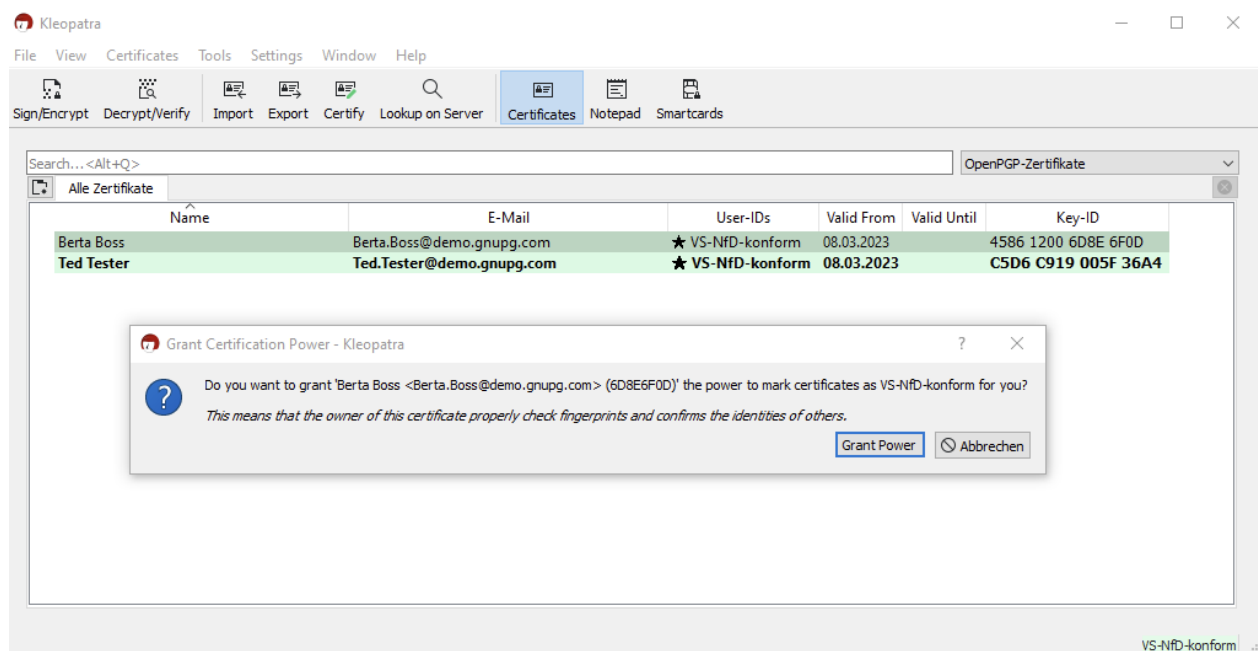 Kleopatra
File View Certificates Tools Settings Window Help
Sign/Encrypt Decrypt/Verify Import Export Certify Lookup on Server Certificates Notepad Smartcards
Search...<Alt+Q> OpenPGP-Zertifikate
Alle Zertifikate
Name E-Mail User-IDs Valid From Valid Until Key-ID
Berta Boss Berta.Boss@demo.gnupg.com ★ VS-NfD-konform 08.03.2023 4586 1200 6D8E 6F0D
Ted Tester Ted.Tester@demo.gnupg.com ★ VS-NfD-konform 08.03.2023 C5D6 C919 005F 36A4
Grant Certification Power - Kleopatra
Do you want to grant 'Berta Boss <Berta.Boss@demo.gnupg.com> (6D8E6F0D)' the power to mark certificates as VS-NfD-konform for you?
This means that the owner of this certificate properly check fingerprints and confirms the identities of others.
Grant Power Abbrechen
VS-NfD-konform